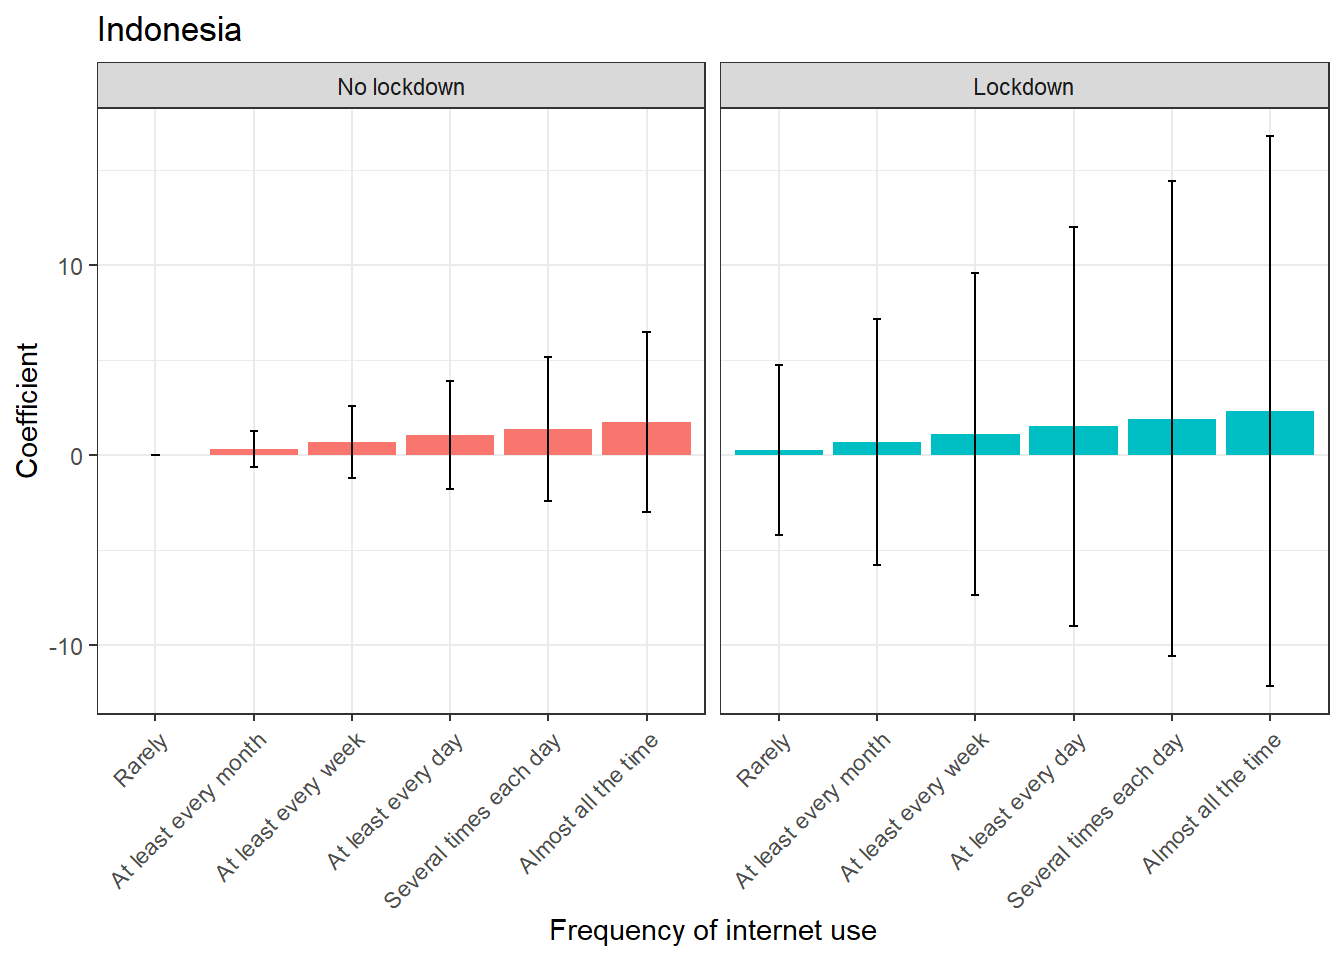 Indonesia
No lockdown
Lockdown
Coefficient
10
0
-10
Rarely
At least every month
At least every week
At least every day
Several times each day
Almost all the time
Rarely
At least every month
At least every week
At least every day
Several times each day
Almost all the time
Frequency of internet use